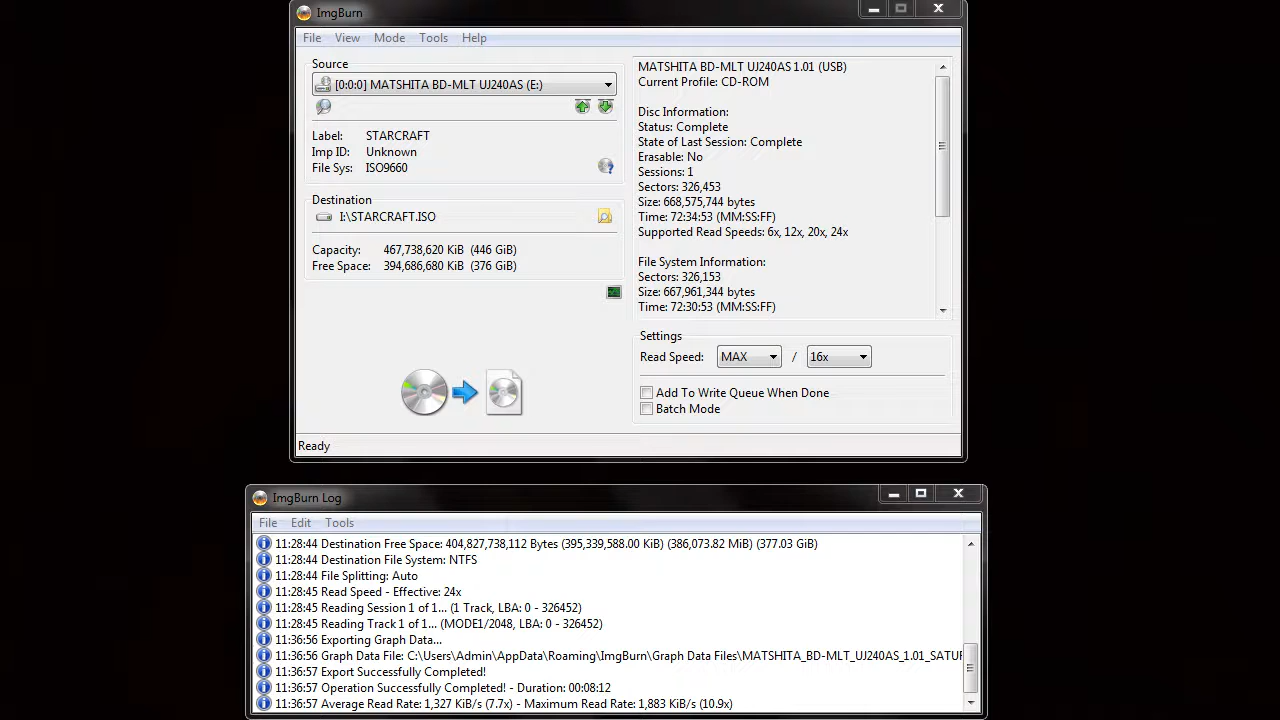 ImgBurn
File View Mode Tools Help
Source
[0:0:0] MATSHITA BD-MLT UJ240AS (E:)
Label: STARCRAFT
Imp ID: Unknown
File Sys: ISO9660
Destination
I:\STARCRAFT.ISO
Capacity: 467,738,620 KiB (446 GiB)
Free Space: 394,686,680 KiB (376 GiB)
MATSHITA BD-MLT UJ240AS 1.01 (USB)
Current Profile: CD-ROM
Disc Information:
Status: Complete
State of Last Session: Complete
Erasable: No
Sessions: 1
Sectors: 326,453
Size: 668,575,744 bytes
Time: 72:34:53 (MM:SS:FF)
Supported Read Speeds: 6x, 12x, 20x, 24x
File System Information:
Sectors: 326,153
Size: 667,961,344 bytes
Time: 72:30:53 (MM:SS:FF)
Settings
Read Speed: MAX / 16x
Add To Write Queue When Done
Batch Mode
Ready
ImgBurn Log
File Edit Tools
11:28:44 Destination Free Space: 404,827,738,112 Bytes (395,339,588.00 KiB) (386,073.82 MiB) (377.03 GiB)
11:28:44 Destination File System: NTFS
11:28:44 File Splitting: Auto
11:28:45 Read Speed - Effective: 24x
11:28:45 Reading Session 1 of 1... (1 Track, LBA: 0 - 326452)
11:28:45 Reading Track 1 of 1... (MODE1/2048, LBA: 0 - 326452)
11:36:56 Exporting Graph Data...
11:36:56 Graph Data File: C:\Users\Admin\AppData\Roaming\ImgBurn\Graph Data Files\MATSHITA_BD-MLT_UJ240AS_1.01_SATUR
11:36:57 Export Successfully Completed!
11:36:57 Operation Successfully Completed! - Duration: 00:08:12
11:36:57 Average Read Rate: 1,327 KiB/s (7.7x) - Maximum Read Rate: 1,883 KiB/s (10.9x)